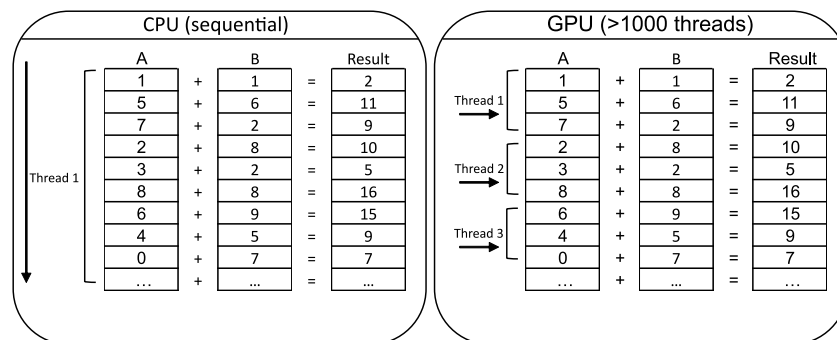 CPU (sequential)
A B Result
1 + 1 = 2
5 + 6 = 11
7 + 2 = 9
2 + 8 = 10
3 + 2 = 5
8 + 8 = 16
6 + 9 = 15
4 + 5 = 9
0 + 7 = 7
... + ... = ...
Thread 1
GPU (>1000 threads)
A B Result
1 + 1 = 2
Thread 1 5 + 6 = 11
7 + 2 = 9
2 + 8 = 10
Thread 2 3 + 2 = 5
8 + 8 = 16
6 + 9 = 15
Thread 3 4 + 5 = 9
0 + 7 = 7
... + ... = ...